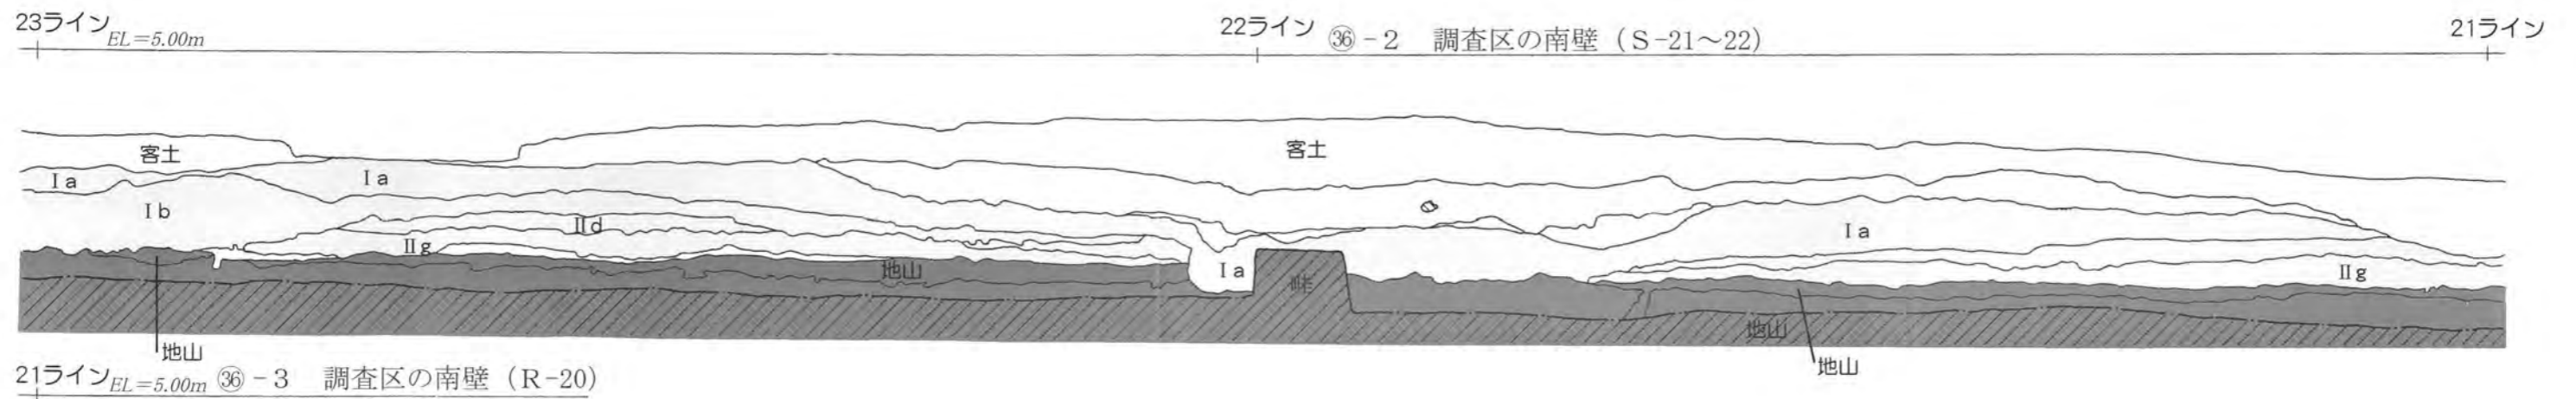 23ライン EL=5.00m 22ライン ㊱-2 調査区の南壁（S-21～22） 21ライン
客土 客土
Ⅰa Ⅰa
Ⅰb Ⅱd Ⅰa
Ⅱg 地山 Ⅰa 畦 Ⅱg
地山
地山 地山
21ライン EL=5.00m ㊱-3 調査区の南壁（R-20）